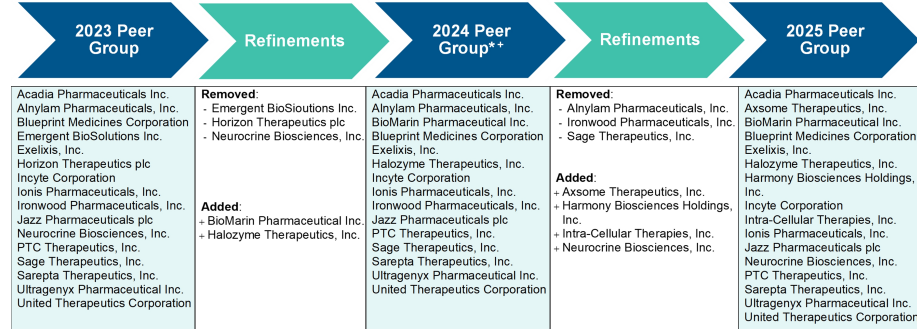 2023 Peer
Group
Refinements
2024 Peer
Group*+
Refinements
2025 Peer
Group
Acadia Pharmaceuticals Inc.
Alnylam Pharmaceuticals, Inc.
Blueprint Medicines Corporation
Emergent BioSolutions Inc.
Exelixis, Inc.
Horizon Therapeutics plc
Incyte Corporation
Ionis Pharmaceuticals, Inc.
Ironwood Pharmaceuticals, Inc.
Jazz Pharmaceuticals plc
Neurocrine Biosciences, Inc.
PTC Therapeutics, Inc.
Sage Therapeutics, Inc.
Sarepta Therapeutics, Inc.
Ultragenyx Pharmaceutical Inc.
United Therapeutics Corporation
Removed:
- Emergent BioSioutions Inc.
- Horizon Therapeutics plc
- Neurocrine Biosciences, Inc.
Added:
+ BioMarin Pharmaceutical Inc.
+ Halozyme Therapeutics, Inc.
Acadia Pharmaceuticals Inc.
Alnylam Pharmaceuticals, Inc.
BioMarin Pharmaceutical Inc.
Blueprint Medicines Corporation
Exelixis, Inc.
Halozyme Therapeutics, Inc.
Incyte Corporation
Ionis Pharmaceuticals, Inc.
Ironwood Pharmaceuticals, Inc.
Jazz Pharmaceuticals plc
PTC Therapeutics, Inc.
Sage Therapeutics, Inc.
Sarepta Therapeutics, Inc.
Ultragenyx Pharmaceutical Inc.
United Therapeutics Corporation
Removed:
- Alnylam Pharmaceuticals, Inc.
- Ironwood Pharmaceuticals, Inc.
- Sage Therapeutics, Inc.
Added:
+ Axsome Therapeutics, Inc.
+ Harmony Biosciences Holdings,
Inc.
+ Intra-Cellular Therapies, Inc.
+ Neurocrine Biosciences, Inc.
Acadia Pharmaceuticals Inc.
Axsome Therapeutics, Inc.
BioMarin Pharmaceutical Inc.
Blueprint Medicines Corporation
Exelixis, Inc.
Halozyme Therapeutics, Inc.
Harmony Biosciences Holdings,
Inc.
Incyte Corporation
Intra-Cellular Therapies, Inc.
Ionis Pharmaceuticals, Inc.
Jazz Pharmaceuticals plc
Neurocrine Biosciences, Inc.
PTC Therapeutics, Inc.
Sarepta Therapeutics, Inc.
Ultragenyx Pharmaceutical Inc.
United Therapeutics Corporation